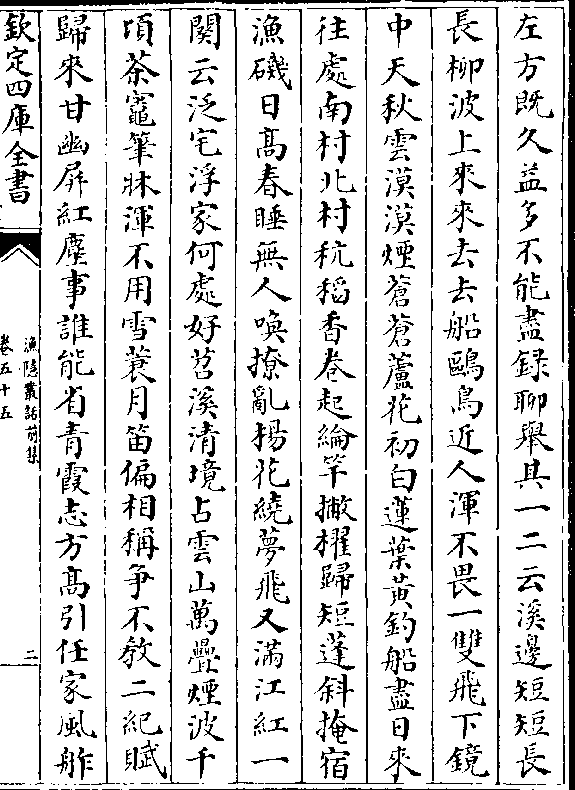 左方既久益多不能盡録聊舉其一二云溪邊短短長
長柳波上來來去去船鷗鳥近人渾不畏一雙飛下鏡
中天秋雲漠漠煙蒼蒼蘆花初白蓮葉黃釣船盡日來
往處南村北村秔稻香卷起綸竿撇櫂歸短蓬斜掩宿
漁磯日高春睡無人喚撩亂揚花繞夢飛又滿江紅一
闋云泛宅浮家何處好苕溪清境占雲山萬疊煙波千
頃茶竈筆牀渾不用雪蓑月笛偏相稱爭不教二紀賦
歸來甘幽屏紅塵事誰能省青霞志方高引任家風舴
欽定四庫全書
漁隱叢話前集
卷五十五
三